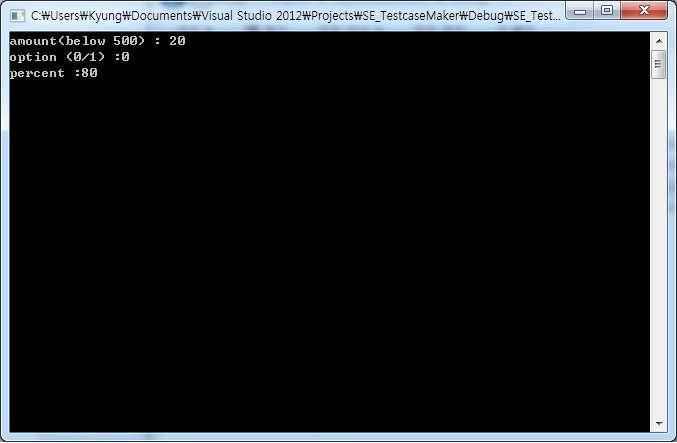 C:₩Users₩Kyung₩Documents₩Visual Studio 2012₩Projects₩SE_TestcaseMaker₩Debug₩SE_Test...
amount(below 500) : 20
option (0/1) :0
percent :80